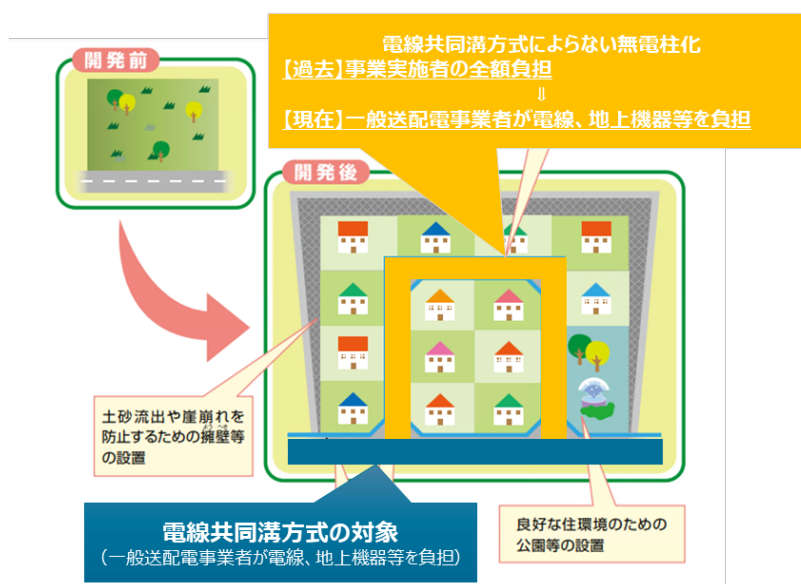 電線共同溝方式によらない無電柱化
【過去】事業実施者の全額負担
⇓
【現在】一般送配電事業者が電線、地上機器等を負担
開発前
開発後
土砂流出や崖崩れを
防止するための擁壁等
の設置
電線共同溝方式の対象
（一般送配電事業者が電線、地上機器等を負担）
良好な住環境のための
公園等の設置